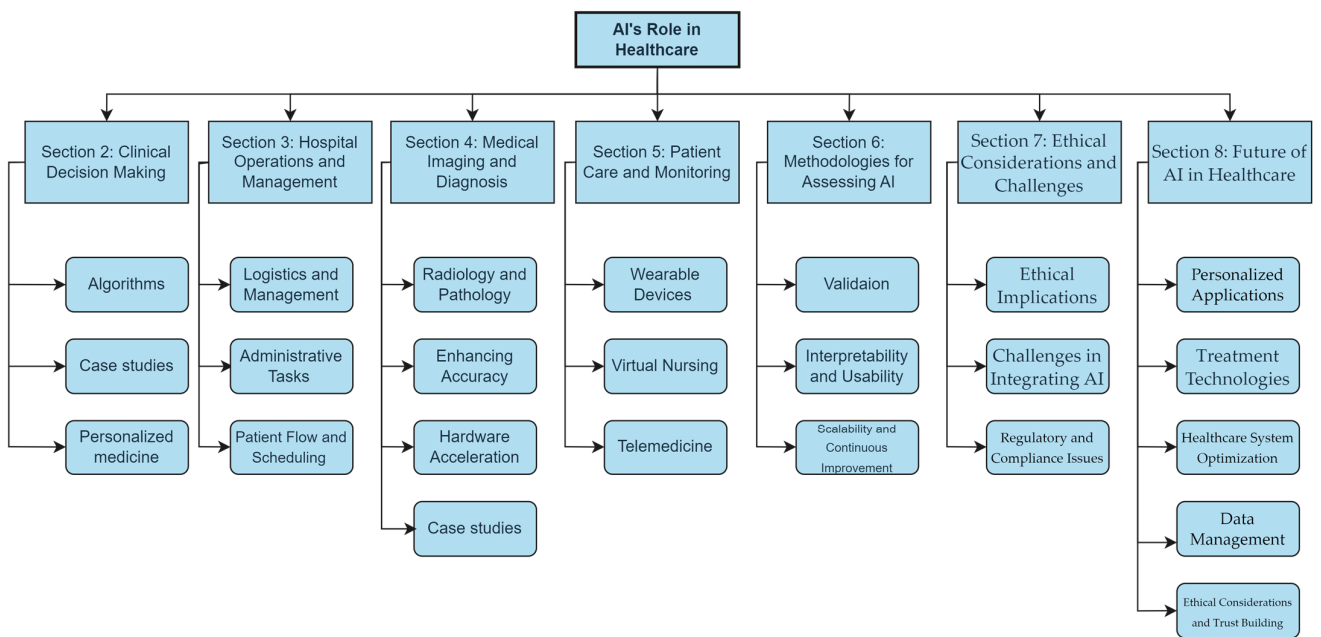 AI's Role in
Healthcare
Section 2: Clinical
Decision Making
Algorithms
Case studies
Personalized
medicine
Section 3: Hospital
Operations and
Management
Logistics and
Management
Administrative
Tasks
Patient Flow and
Scheduling
Section 4: Medical
Imaging and
Diagnosis
Radiology and
Pathology
Enhancing
Accuracy
Hardware
Acceleration
Case studies
Section 5: Patient
Care and Monitoring
Wearable
Devices
Virtual Nursing
Telemedicine
Section 6:
Methodologies for
Assessing AI
Validaion
Interpretability
and Usability
Scalability and
Continuous
Improvement
Section 7: Ethical
Considerations and
Challenges
Ethical
Implications
Challenges in
Integrating AI
Regulatory and
Compliance Issues
Section 8: Future of
AI in Healthcare
Personalized
Applications
Treatment
Technologies
Healthcare System
Optimization
Data
Management
Ethical Considerations
and Trust Building